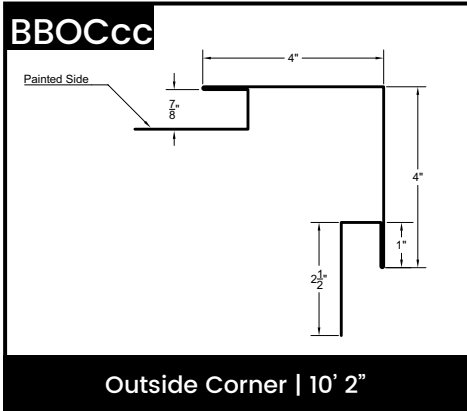 BBOCcc
4"
Painted Side
7/8"
4"
1"
2 1/2"
Outside Corner | 10’ 2”